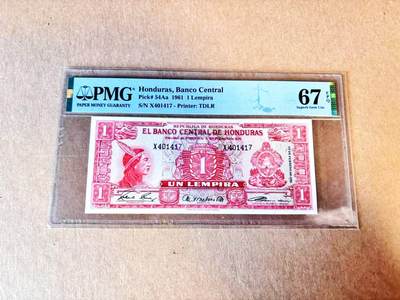 PMG
PAPER MONEY GUARANTY
Honduras, Banco Central
Pick# 54Aa 1961 1 Lempira
S/N X401417 - Printer: TDLR
67 EPQ
Superb Gem Unc
REPUBLICA DE HONDURAS
EL BANCO CENTRAL DE HONDURAS
X401417 X401417
1 1 1
UN LEMPIRA
1 1